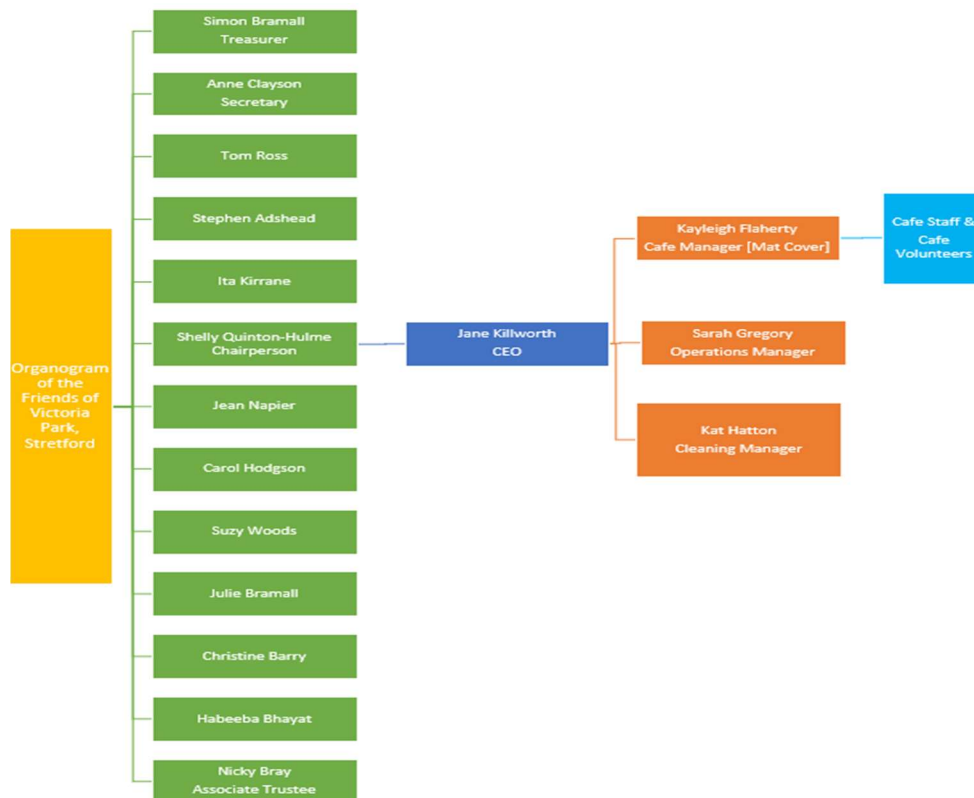 Organogram
of the
Friends of
Victoria
Park,
Stretford
Simon Bramall
Treasurer
Anne Clayson
Secretary
Tom Ross
Stephen Adshead
Ita Kirrane
Shelly Quinton-Hulme
Chairperson
Jean Napier
Carol Hodgson
Suzy Woods
Julie Bramall
Christine Barry
Habeeba Bhayat
Nicky Bray
Associate Trustee
Jane Killworth
CEO
Kayleigh Flaherty
Cafe Manager [Mat Cover]
Sarah Gregory
Operations Manager
Kat Hatton
Cleaning Manager
Cafe Staff &
Cafe
Volunteers